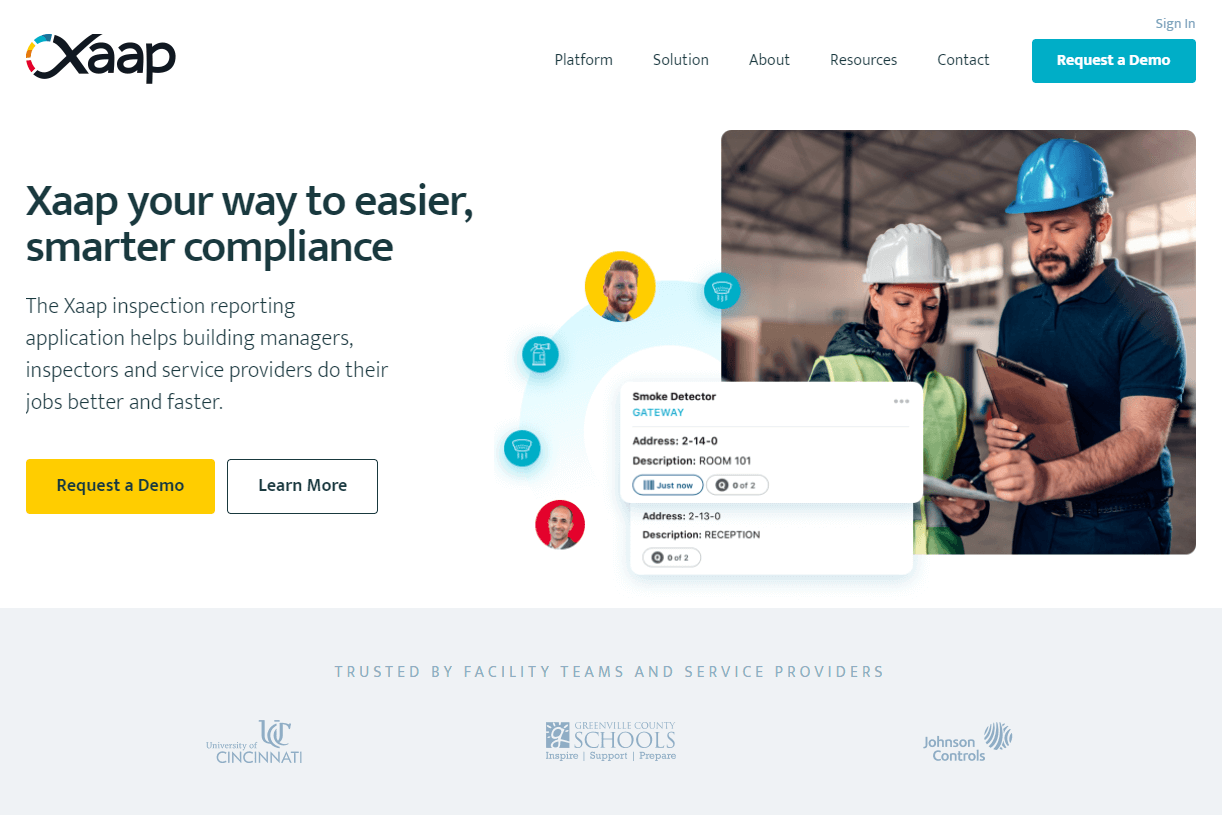 Sign In
Xaap
Platform
Solution
About
Resources
Contact
Request a Demo
Xaap your way to easier,
smarter compliance
The Xaap inspection reporting
application helps building managers,
inspectors and service providers do their
jobs better and faster.
Request a Demo
Learn More
Smoke Detector
GATEWAY
Address: 2-14-0
Description: ROOM 101
Just now
0 of 2
Address: 2-13-0
Description: RECEPTION
0 of 2
TRUSTED BY FACILITY TEAMS AND SERVICE PROVIDERS
UC
University of
CINCINNATI
GREENVILLE COUNTY
SCHOOLS
Inspire | Support | Prepare
Johnson
Controls